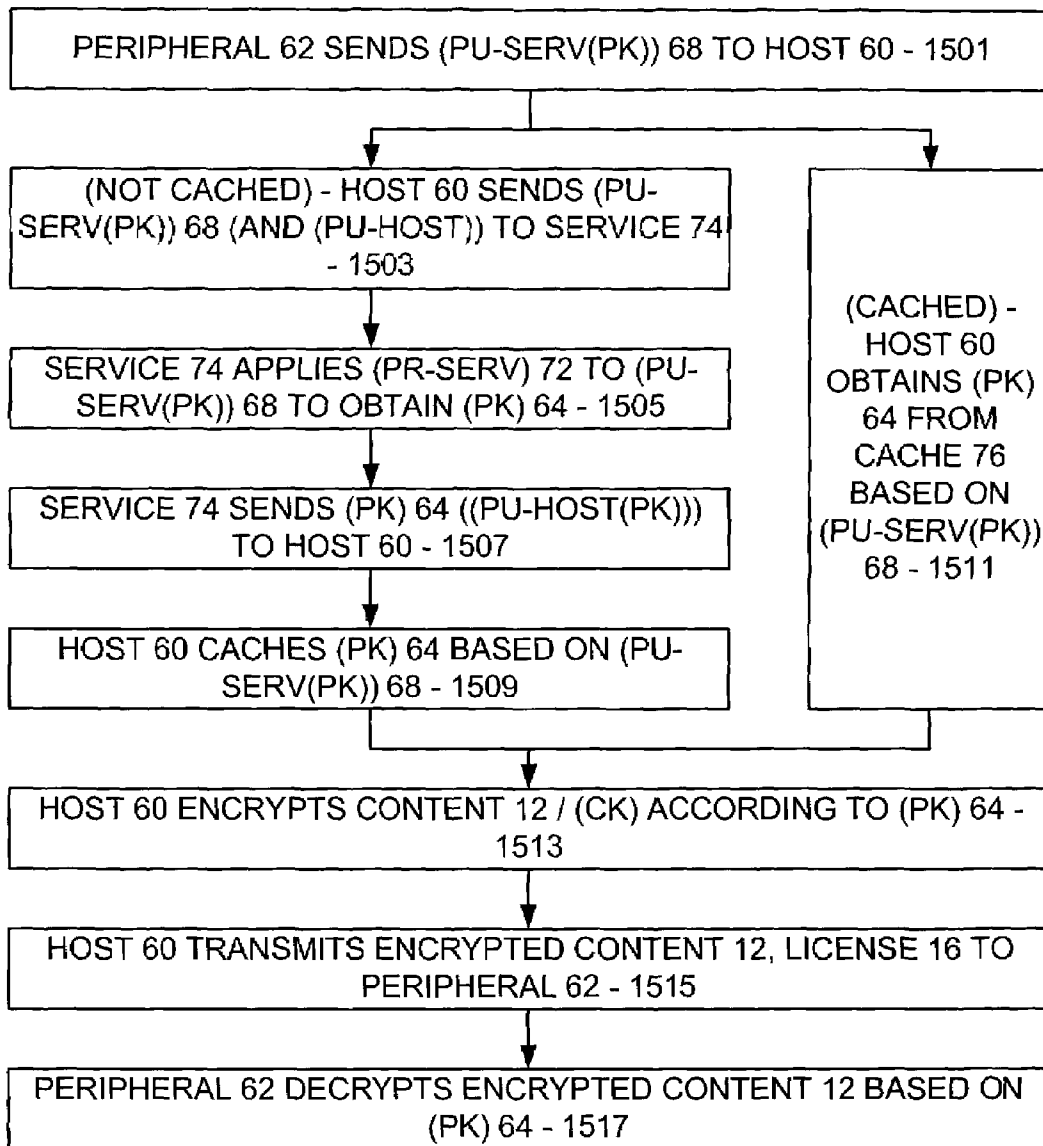 PERIPHERAL 62 SENDS (PU-SERV(PK)) 68 TO HOST 60 - 1501
(NOT CACHED) - HOST 60 SENDS (PU-
SERV(PK)) 68 (AND (PU-HOST)) TO SERVICE 74
- 1503
SERVICE 74 APPLIES (PR-SERV) 72 TO (PU-
SERV(PK)) 68 TO OBTAIN (PK) 64 - 1505
SERVICE 74 SENDS (PK) 64 ((PU-HOST(PK)))
TO HOST 60 - 1507
HOST 60 CACHES (PK) 64 BASED ON (PU-
SERV(PK)) 68 - 1509
(CACHED) -
HOST 60
OBTAINS (PK)
64 FROM
CACHE 76
BASED ON
(PU-SERV(PK))
68 - 1511
HOST 60 ENCRYPTS CONTENT 12 / (CK) ACCORDING TO (PK) 64 -
1513
HOST 60 TRANSMITS ENCRYPTED CONTENT 12, LICENSE 16 TO
PERIPHERAL 62 - 1515
PERIPHERAL 62 DECRYPTS ENCRYPTED CONTENT 12 BASED ON
(PK) 64 - 1517